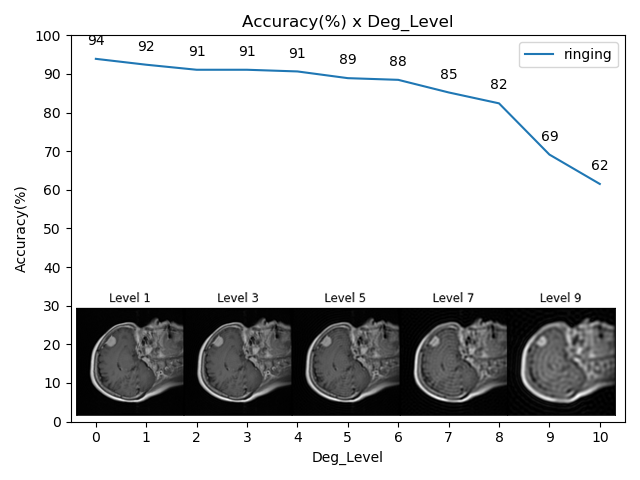 Accuracy(%) x Deg_Level
100
90
80
70
60
50
40
30
20
10
0
Accuracy(%)
94
92
91
91
91
89
88
85
82
69
62
ringing
Level 1
Level 3
Level 5
Level 7
Level 9
0 1 2 3 4 5 6 7 8 9 10
Deg_Level